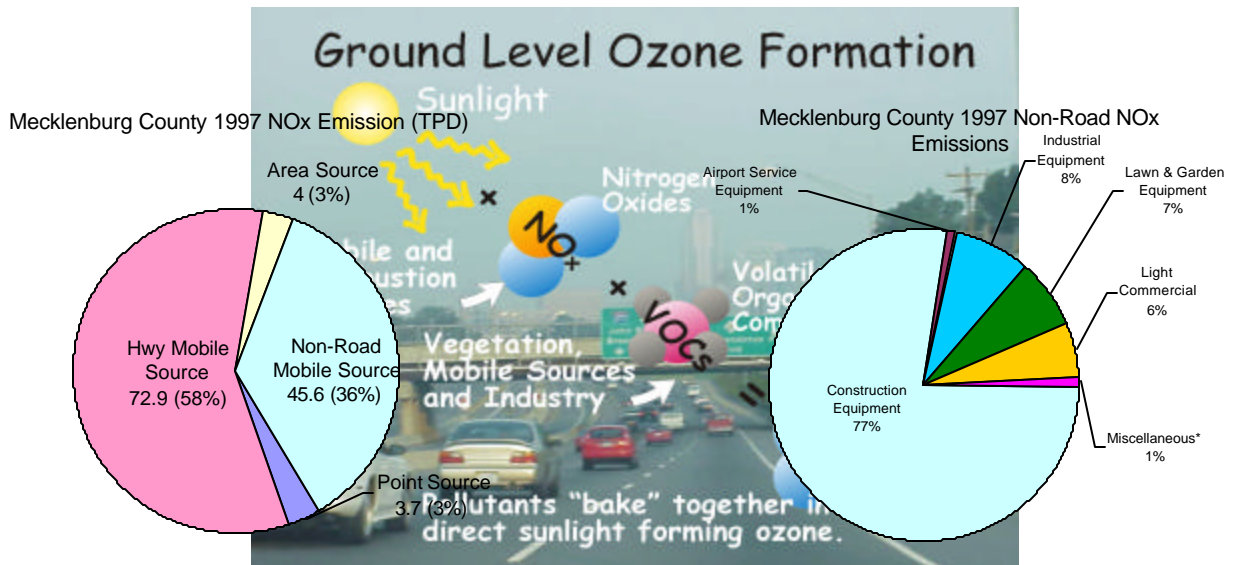 Ground Level Ozone Formation
Sunlight
Mecklenburg County 1997 NOx Emission (TPD)
Area Source
4 (3%)
Hwy Mobile
Source
72.9 (58%)
Non-Road
Mobile Source
45.6 (36%)
Point Source
3.7 (3%)
Nitrogen
Oxides
NO+
and
VOCs
Vegetation,
Mobile Sources
and Industry
=
"bake" together in
direct sunlight forming ozone.
Mecklenburg County 1997 Non-Road NOx
Emissions
Airport Service
Equipment
1%
Industrial
Equipment
8%
Lawn & Garden
Equipment
7%
Light
Commercial
6%
Miscellaneous*
1%
Construction
Equipment
77%